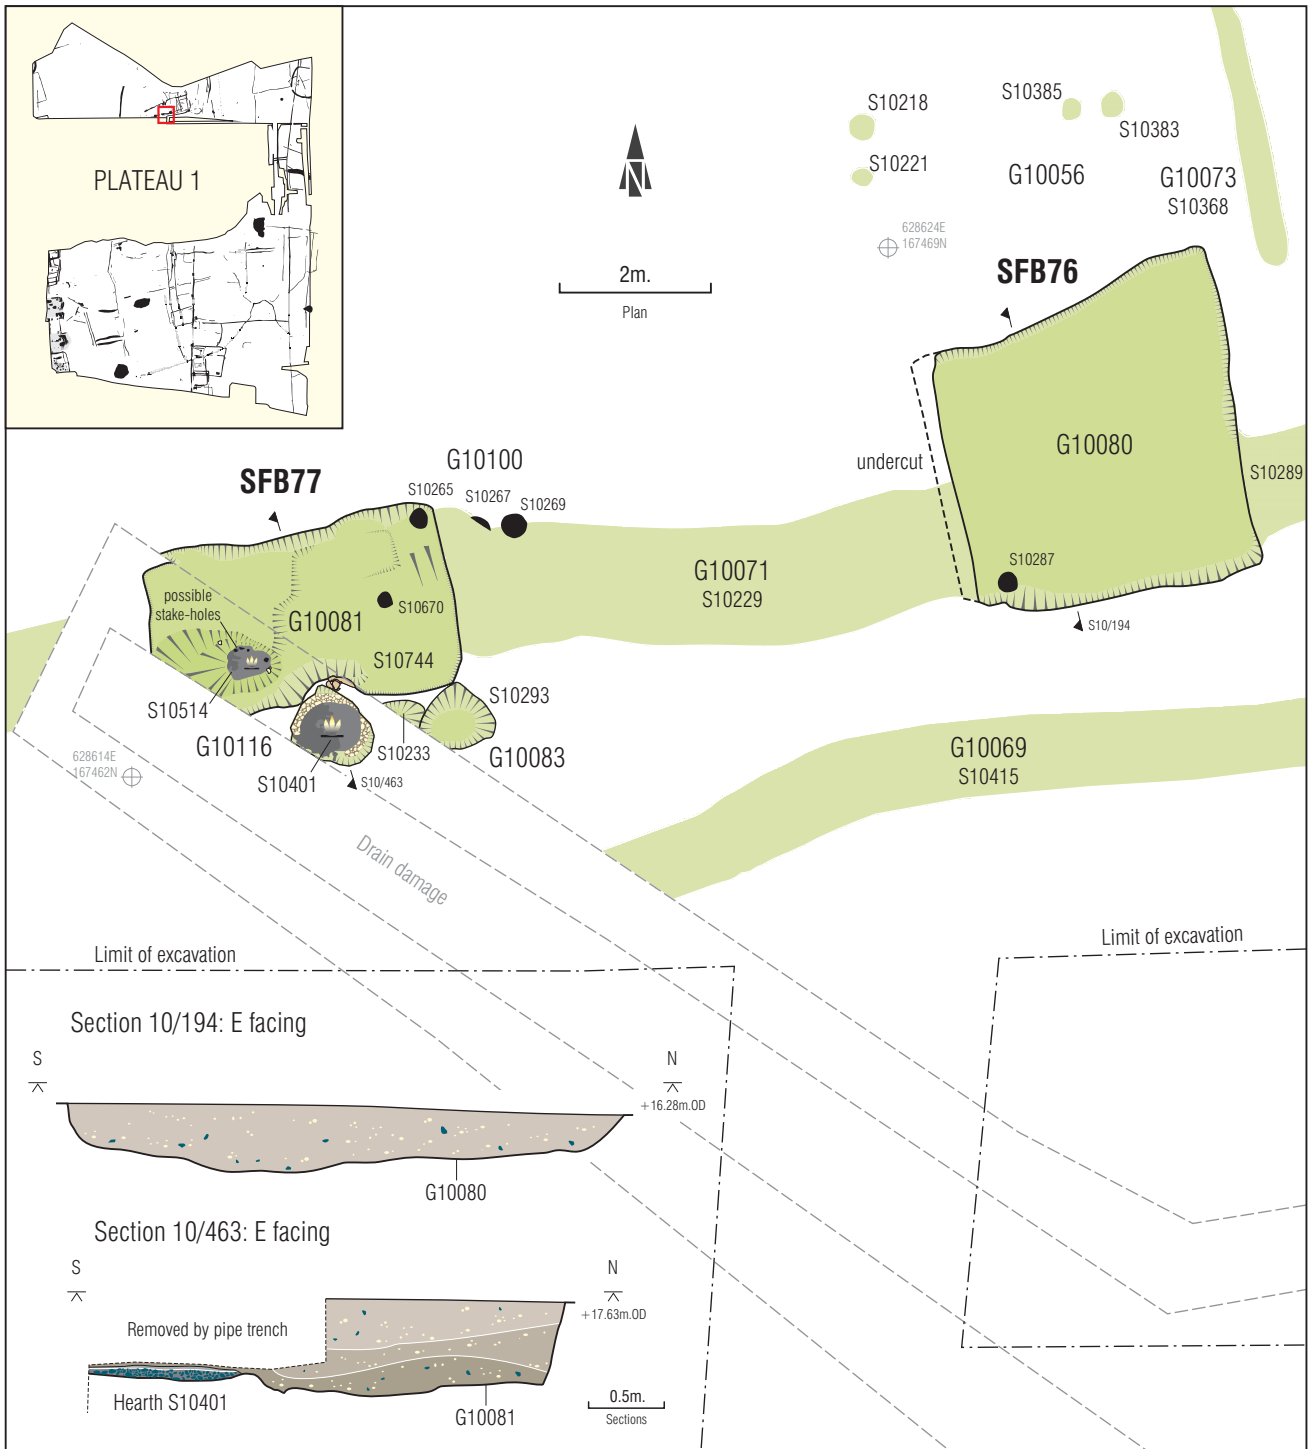 PLATEAU 1
N
2m.
Plan
S10218
S10221
S10385
S10383
G10056
G10073
S10368
628624E
167469N
SFB76
undercut
G10080
S10289
S10287
S10/194
SFB77
G10100
S10265
S10267
S10269
possible
stake-holes
G10081
S10670
S10744
G10071
S10229
S10514
G10116
S10401
S10233
S10293
G10083
S10/463
628614E
167462N
G10069
S10415
Drain damage
Limit of excavation
Limit of excavation
Section 10/194: E facing
S
N
+16.28m.OD
G10080
Section 10/463: E facing
S
N
+17.63m.OD
Removed by pipe trench
Hearth S10401
G10081
0.5m.
Sections